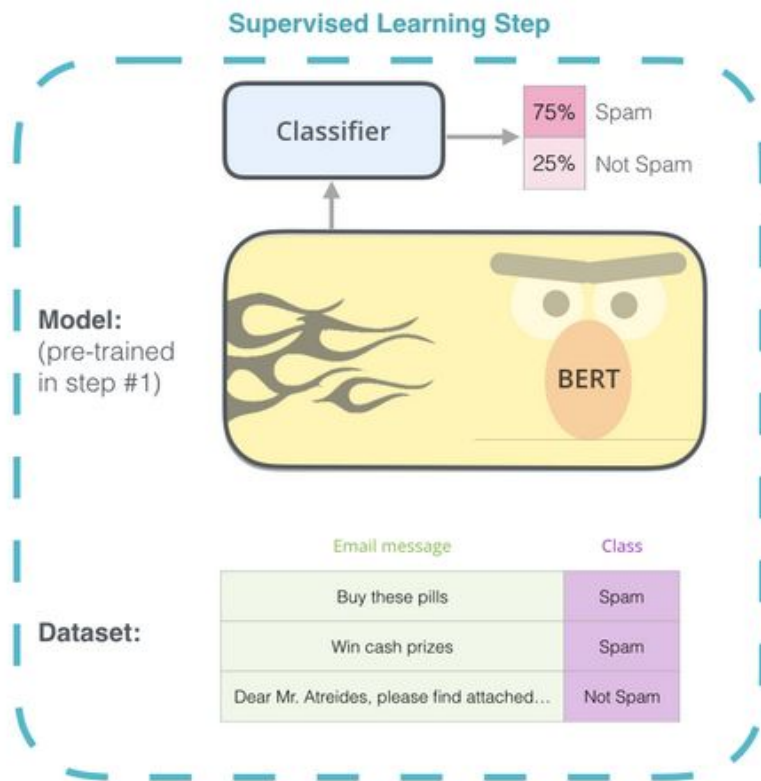 Supervised Learning Step
Classifier
75% Spam
25% Not Spam
Model:
(pre-trained
in step #1)
BERT
Email message Class
Dataset:
Buy these pills Spam
Win cash prizes Spam
Dear Mr. Atreides, please find attached… Not Spam